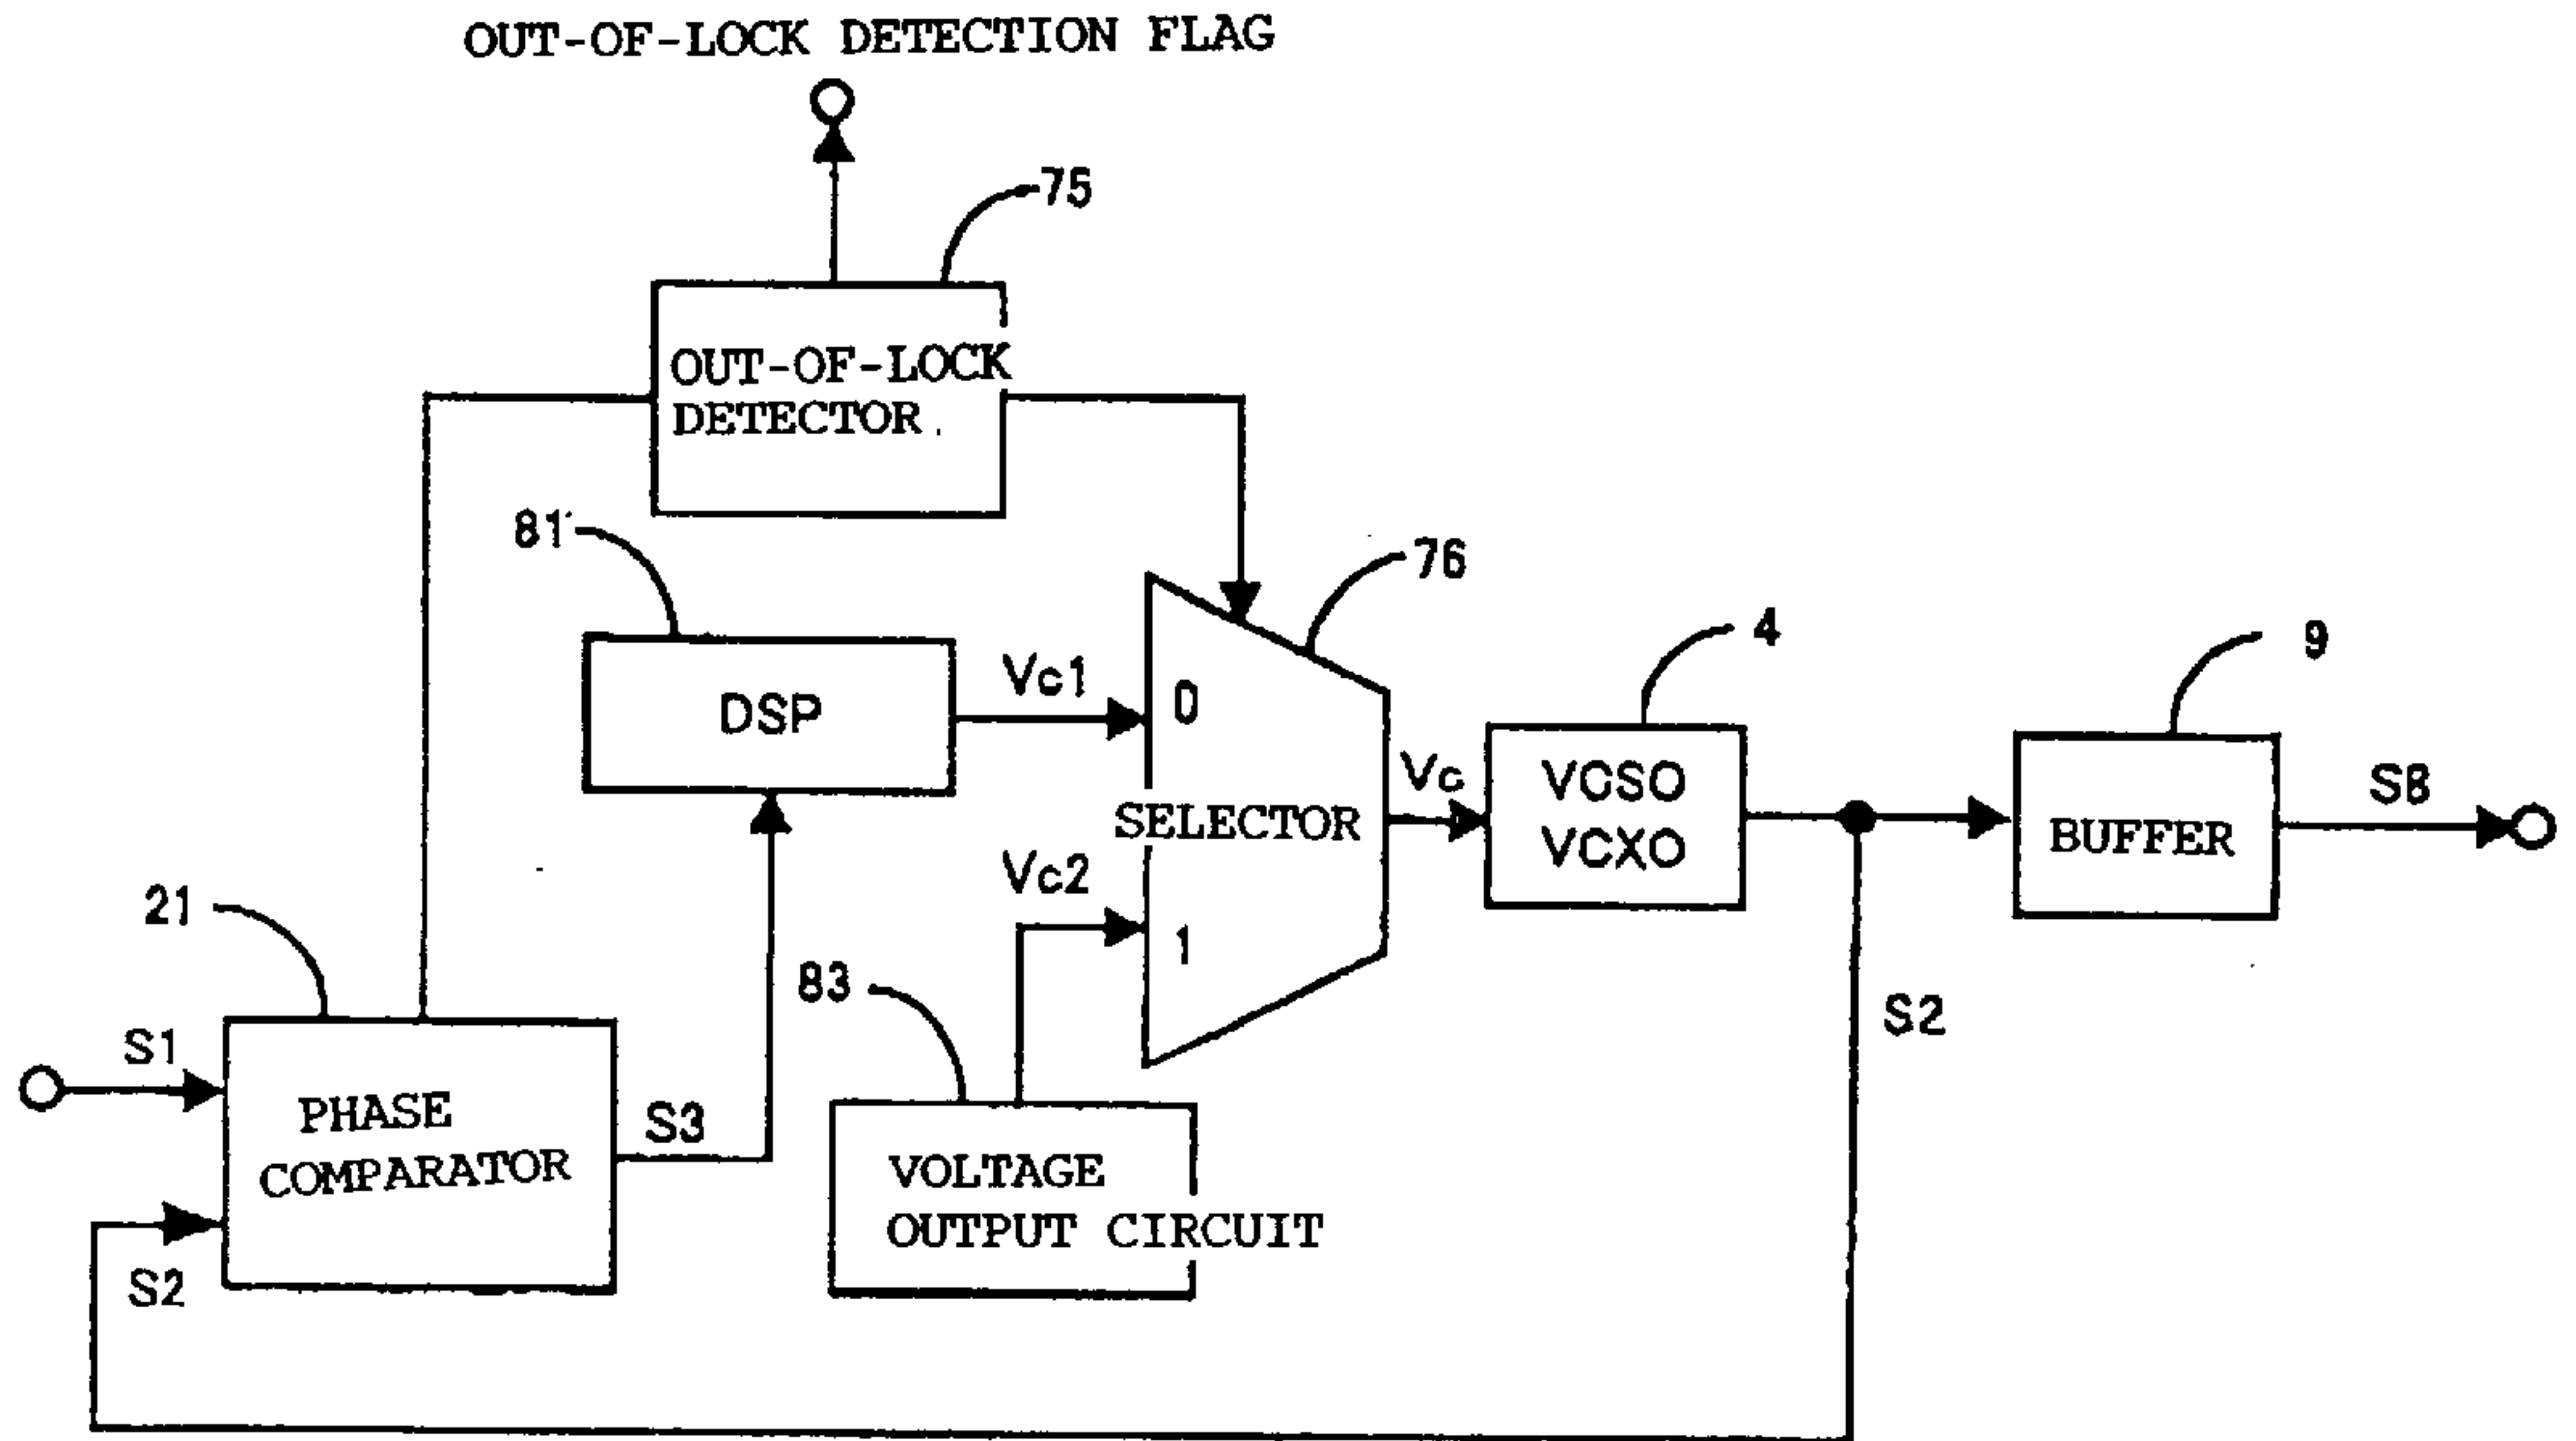 OUT-OF-LOCK DETECTION FLAG
75
OUT-OF-LOCK
DETECTOR
81
76
DSP
Vc1
0
4
9
Vc
VCSO
VCXO
SELECTOR
BUFFER
S8
Vc2
1
21
83
S2
S1
PHASE
COMPARATOR
S3
VOLTAGE
OUTPUT CIRCUIT
S2